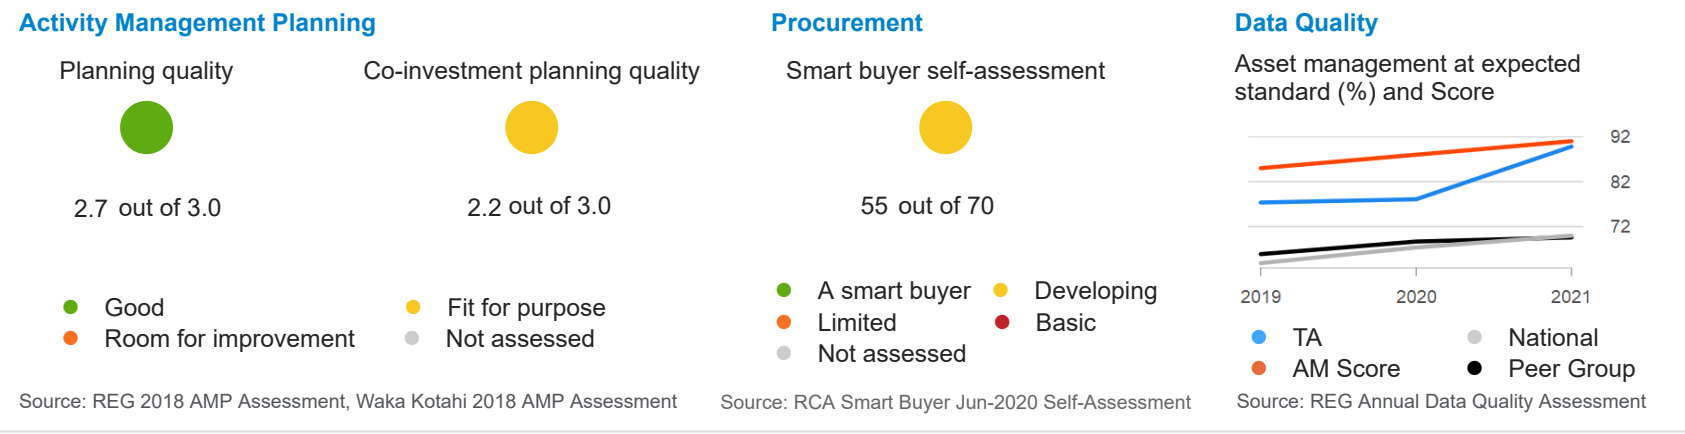 Activity Management Planning
Planning quality
Co-investment planning quality
2.7 out of 3.0
2.2 out of 3.0
Good
Fit for purpose
Room for improvement
Not assessed
Source: REG 2018 AMP Assessment, Waka Kotahi 2018 AMP Assessment
Procurement
Smart buyer self-assessment
55 out of 70
A smart buyer
Developing
Limited
Basic
Not assessed
Source: RCA Smart Buyer Jun-2020 Self-Assessment
Data Quality
Asset management at expected
standard (%) and Score
92
82
72
2019
2020
2021
TA
National
AM Score
Peer Group
Source: REG Annual Data Quality Assessment